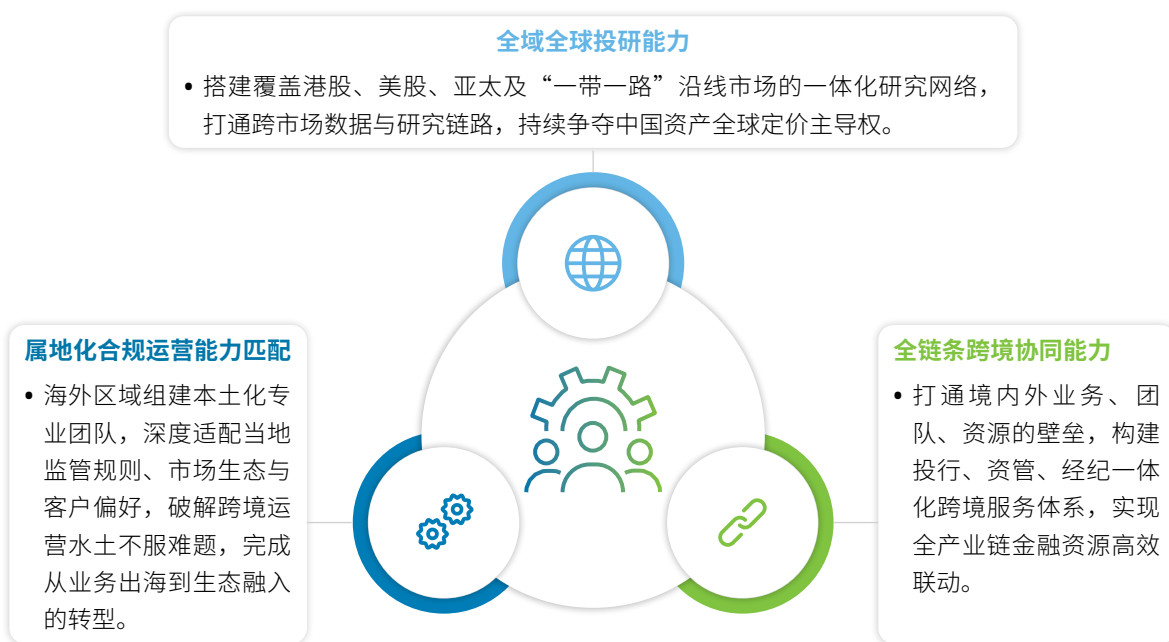 全域全球投研能力
• 搭建覆盖港股、美股、亚太及“一带一路”沿线市场的一体化研究网络，
打通跨市场数据与研究链路，持续争夺中国资产全球定价主导权。
属地化合规运营能力匹配
• 海外区域组建本土化专
业团队，深度适配当地
监管规则、市场生态与
客户偏好，破解跨境运
营水土不服难题，完成
从业务出海到生态融入
的转型。
全链条跨境协同能力
• 打通境内外业务、团
队、资源的壁垒，构建
投行、资管、经纪一体
化跨境服务体系，实现
全产业链金融资源高效
联动。